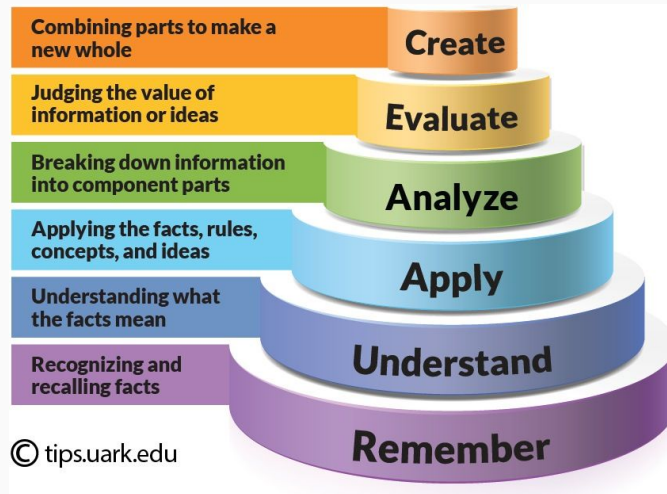 Combining parts to make a
new whole
Create
Judging the value of
information or ideas
Evaluate
Breaking down information
into component parts
Analyze
Applying the facts, rules,
concepts, and ideas
Apply
Understanding what
the facts mean
Understand
Recognizing and
recalling facts
Remember
© tips.uark.edu